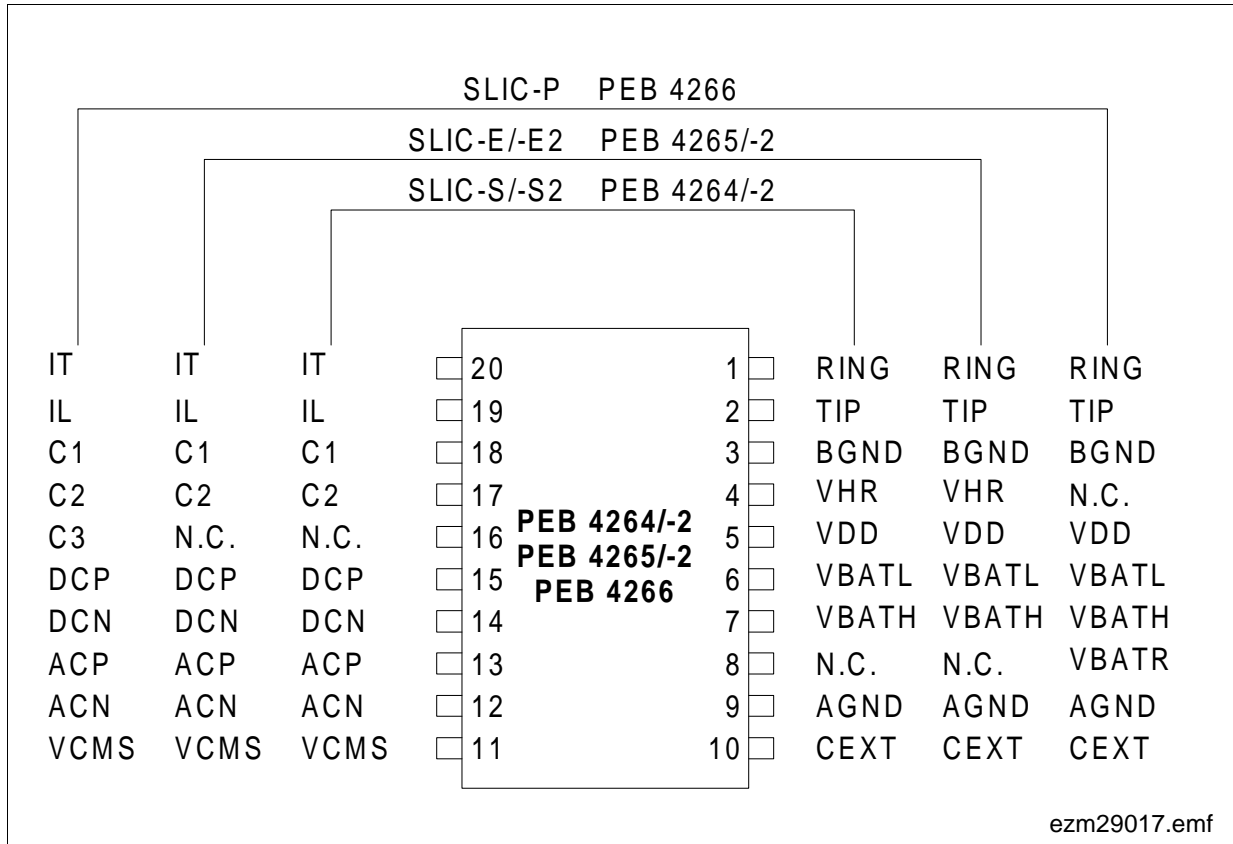 SLIC-P PEB 4266
SLIC-E/-E2 PEB 4265/-2
SLIC-S/-S2 PEB 4264/-2
IT IT IT 20 1 RING RING RING
IL IL IL 19 2 TIP TIP TIP
C1 C1 C1 18 3 BGND BGND BGND
C2 C2 C2 17 4 VHR VHR N.C.
C3 N.C. N.C. 16 5 VDD VDD VDD
DCP DCP DCP 15 6 VBATL VBATL VBATL
DCN DCN DCN 14 7 VBATH VBATH VBATH
ACP ACP ACP 13 8 N.C. N.C. VBATR
ACN ACN ACN 12 9 AGND AGND AGND
VCMS VCMS VCMS 11 10 CEXT CEXT CEXT
PEB 4264/-2
PEB 4265/-2
PEB 4266
ezm29017.emf